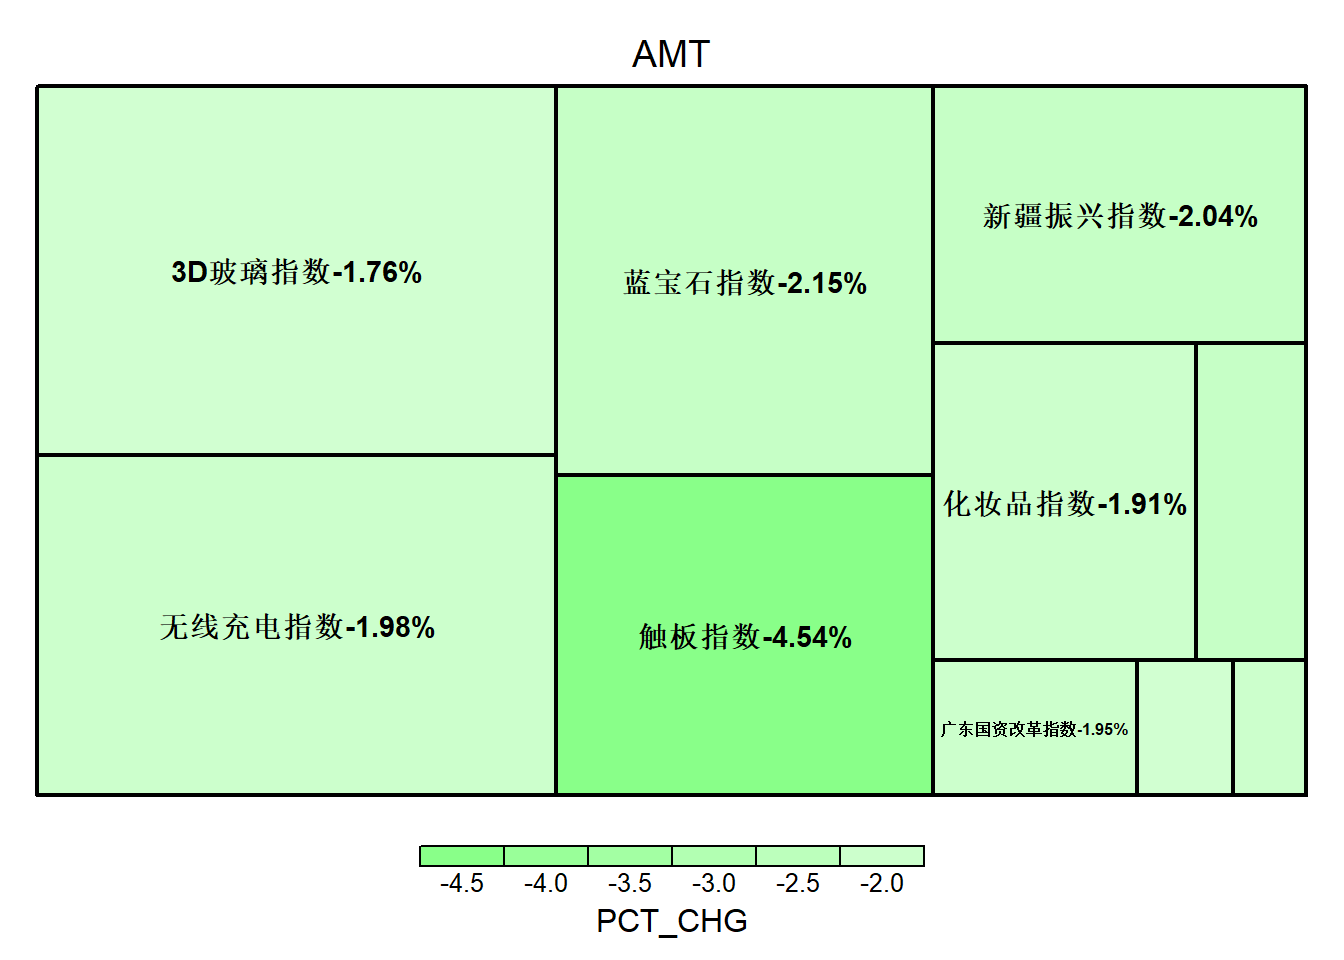 AMT
3D玻璃指数-1.76%
无线充电指数-1.98%
蓝宝石指数-2.15%
触板指数-4.54%
新疆振兴指数-2.04%
化妆品指数-1.91%
广东国资改革指数-1.95%
-4.5 -4.0 -3.5 -3.0 -2.5 -2.0
PCT_CHG